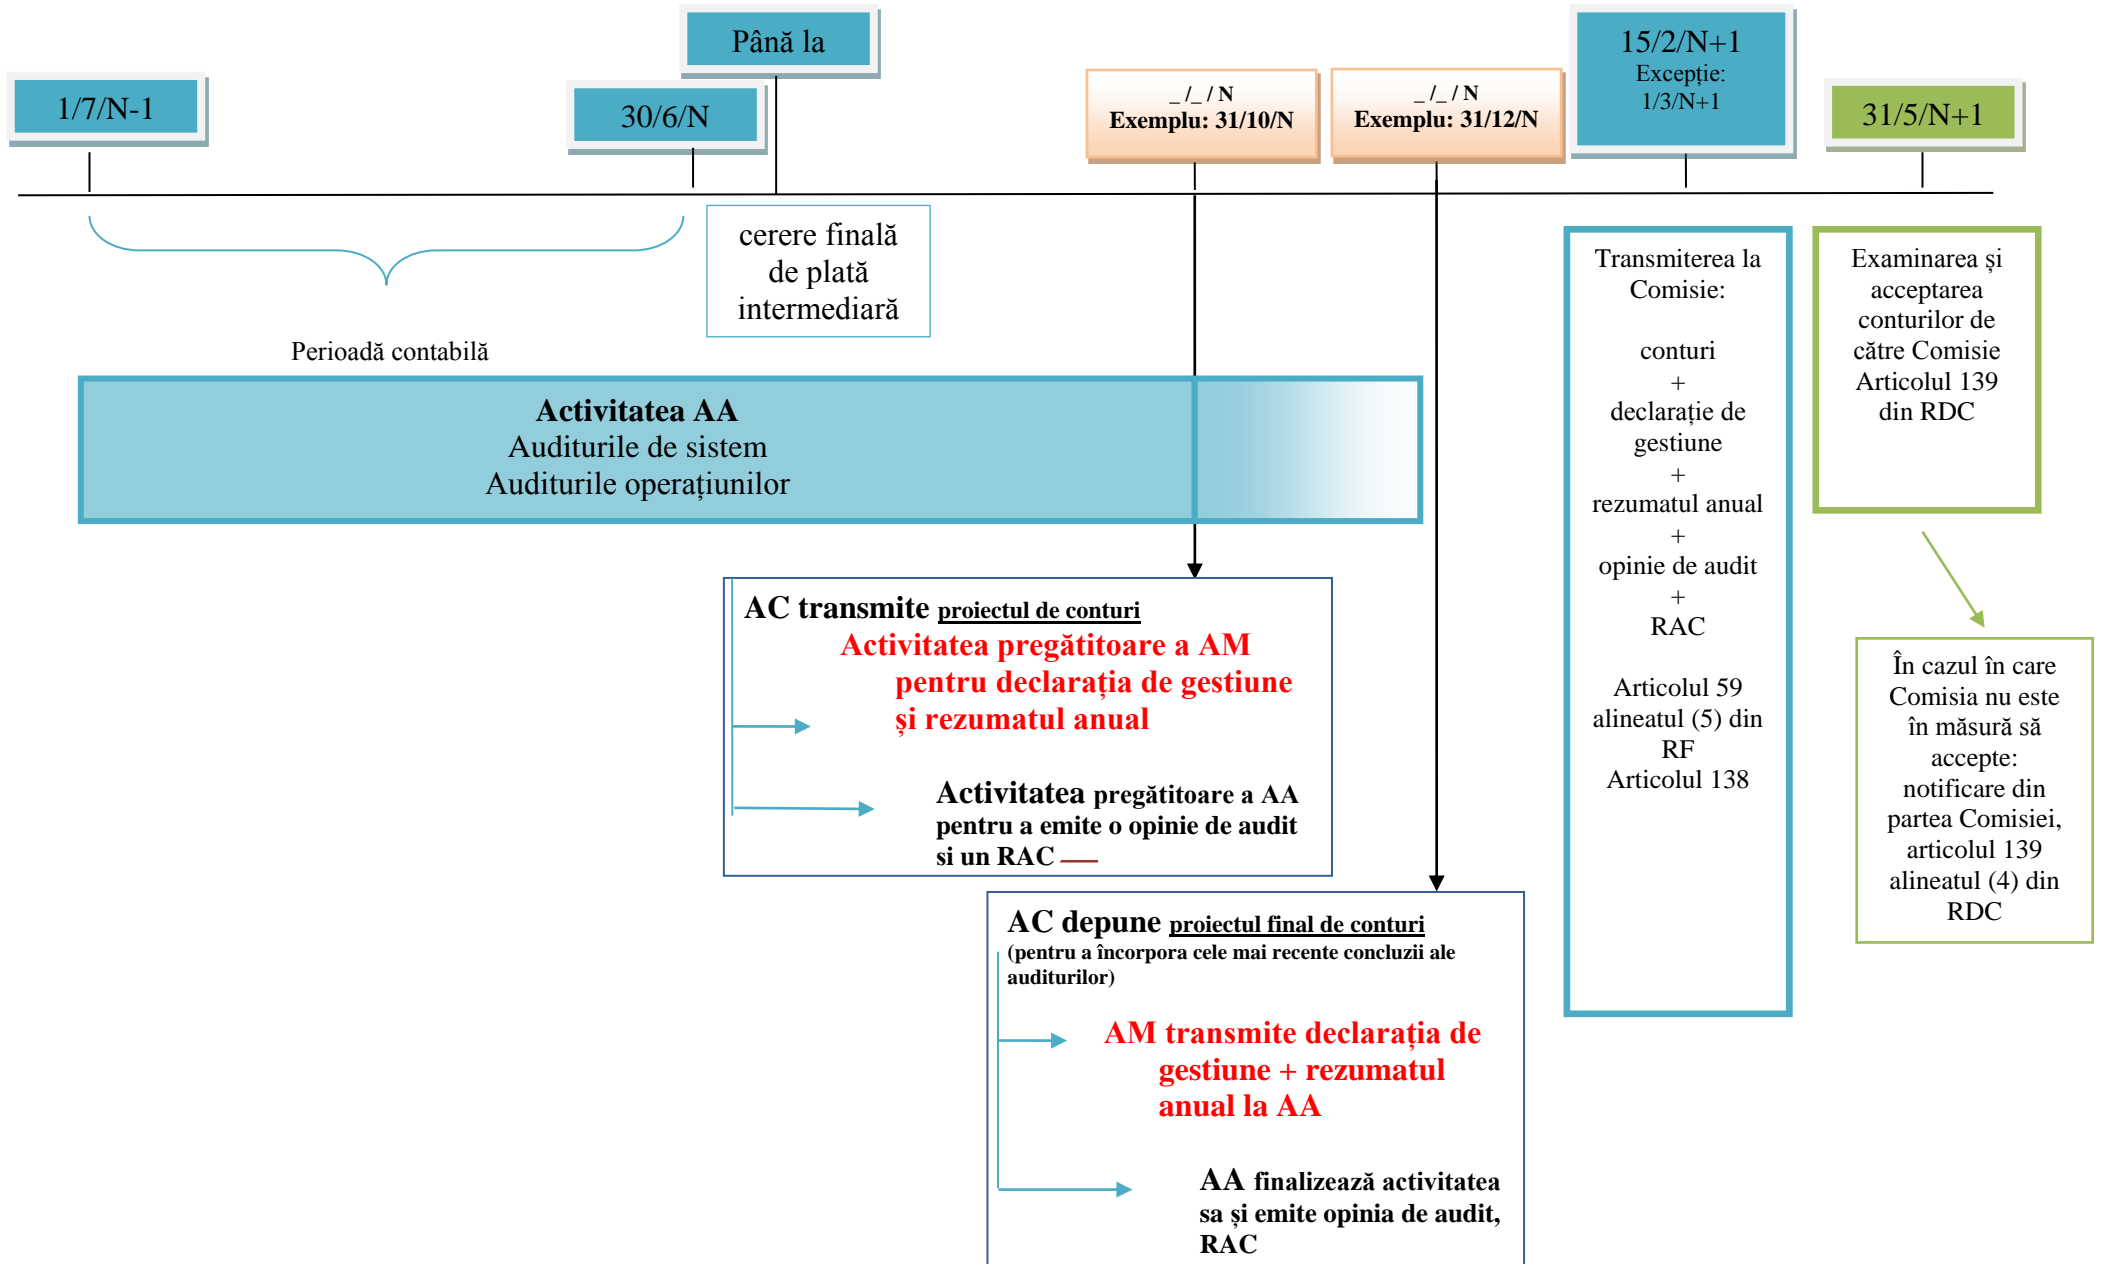 1/7/N-1
30/6/N
Până la
_ /_ / N
Exemplu: 31/10/N
_ /_ / N
Exemplu: 31/12/N
15/2/N+1
Excepție:
1/3/N+1
31/5/N+1
cerere finală
de plată
intermediară
Perioadă contabilă
Activitatea AA
Auditurile de sistem
Auditurile operațiunilor
AC transmite proiectul de conturi
Activitatea pregătitoare a AM
pentru declarația de gestiune
și rezumatul anual
Activitatea pregătitoare a AA
pentru a emite o opinie de audit
si un RAC
AC depune proiectul final de conturi
(pentru a încorpora cele mai recente concluzii ale
auditurilor)
AM transmite declarația de
gestiune + rezumatul
anual la AA
AA finalizează activitatea
sa și emite opinia de audit,
RAC
Transmiterea la
Comisie:
conturi
+
declarație de
gestiune
+
rezumatul anual
+
opinie de audit
+
RAC
Articolul 59
alineatul (5) din
RF
Articolul 138
Examinarea și
acceptarea
conturilor de
către Comisie
Articolul 139
din RDC
În cazul în care
Comisia nu este
în măsură să
accepte:
notificare din
partea Comisiei,
articolul 139
alineatul (4) din
RDC